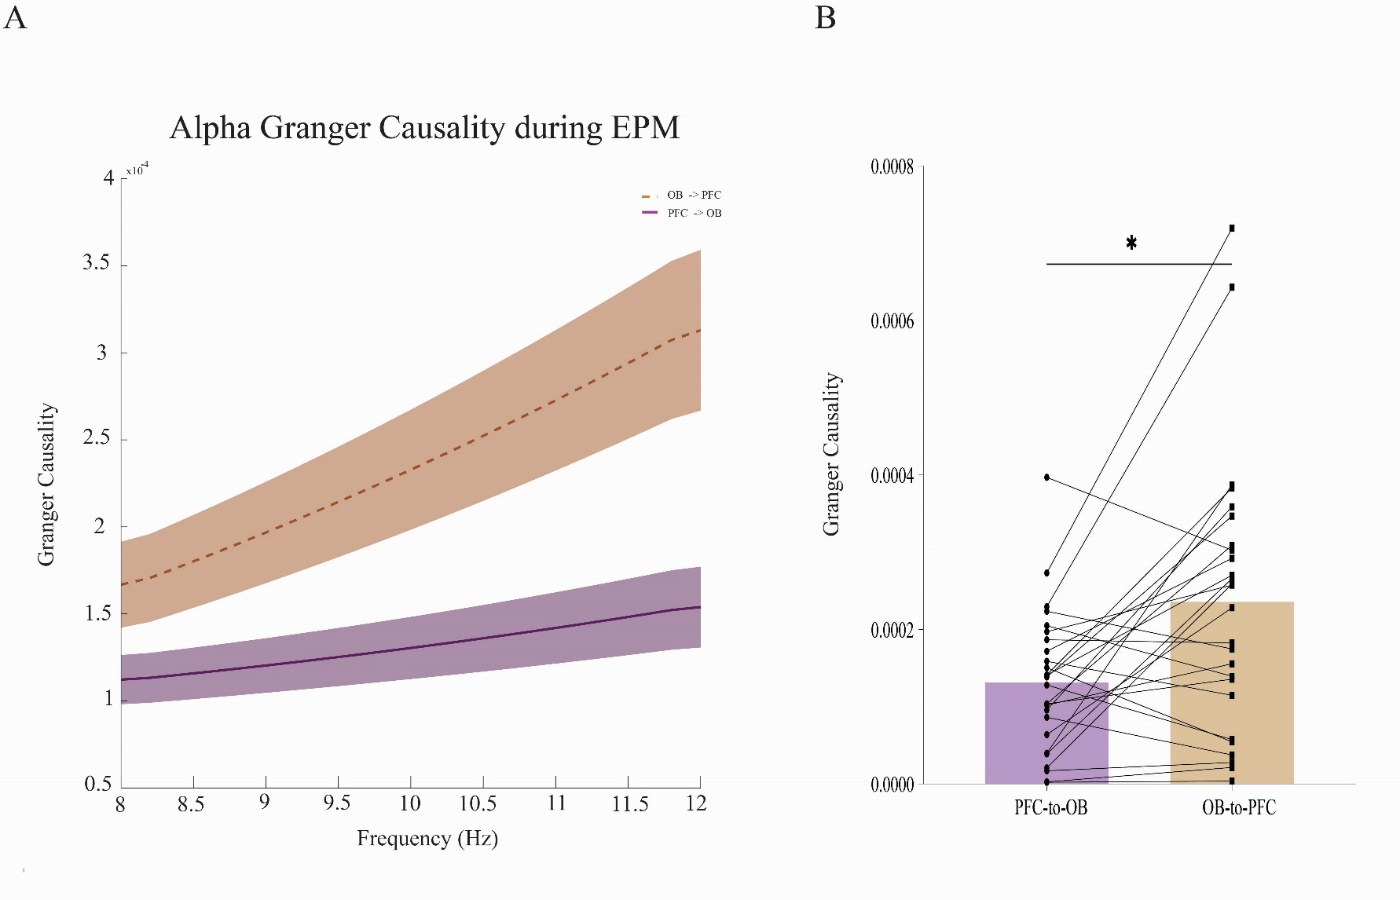 A
B
Alpha Granger Causality during EPM
4 x10-4
3.5
3
2.5
2
1.5
1
0.5
8 8.5 9 9.5 10 10.5 11 11.5 12
Granger Causality
Frequency (Hz)
OB -> PFC
PFC -> OB
*
0.0008
0.0006
0.0004
0.0002
0.0000
Granger Causality
PFC-to-OB OB-to-PFC